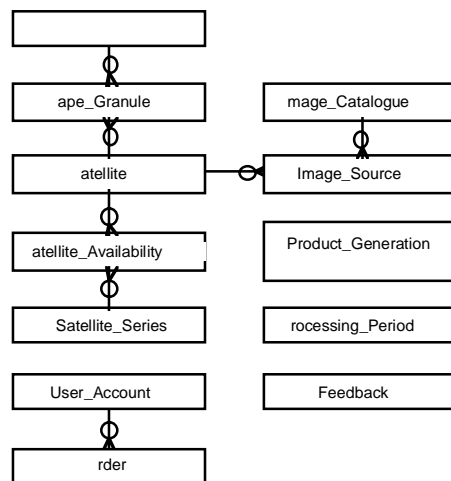 ape_Granule
mage_Catalogue
atellite
Image_Source
atellite_Availability
Product_Generation
Satellite_Series
rocessing_Period
User_Account
Feedback
rder